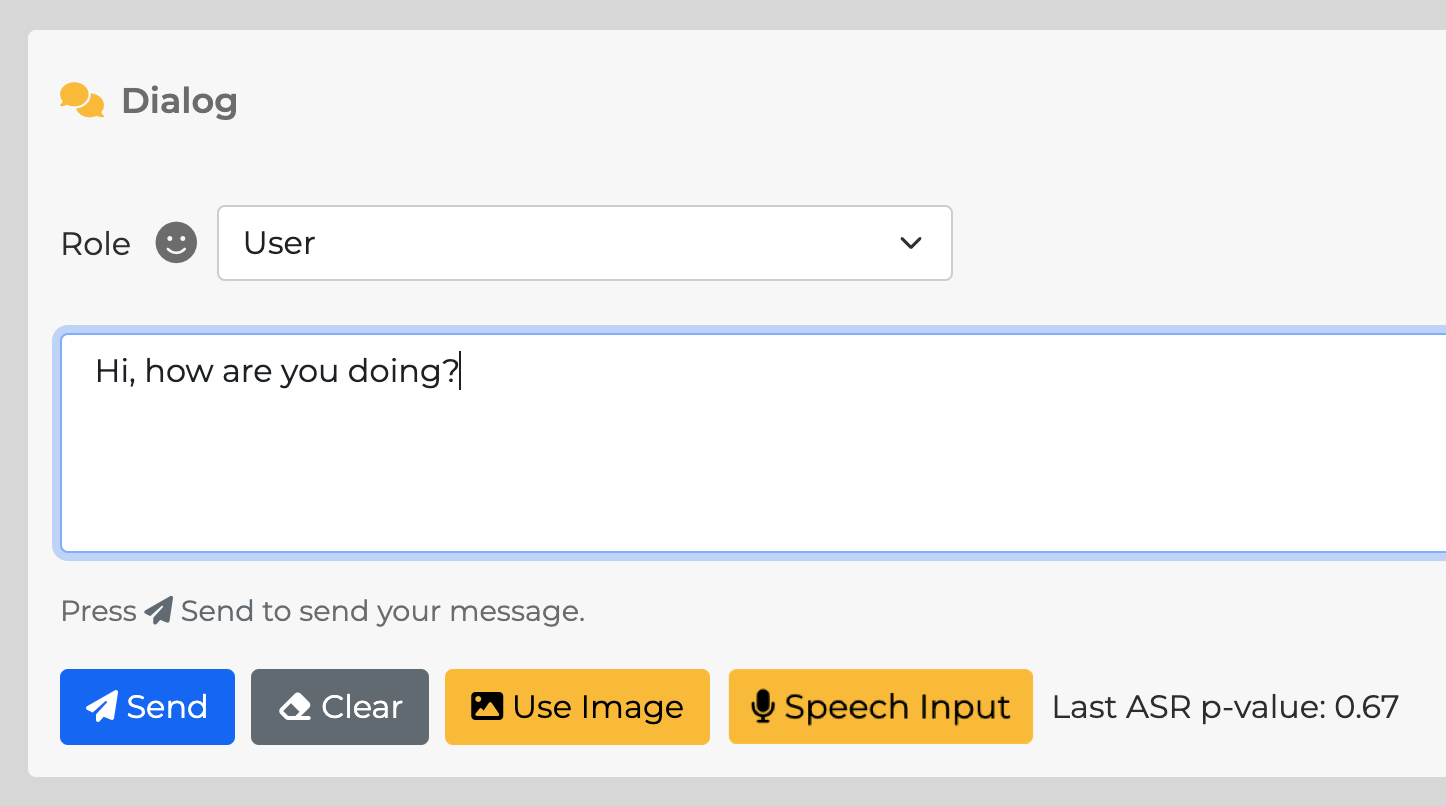 Dialog
Role User
Hi, how are you doing?
Press Send to send your message.
Send Clear Use Image Speech Input Last ASR p-value: 0.67